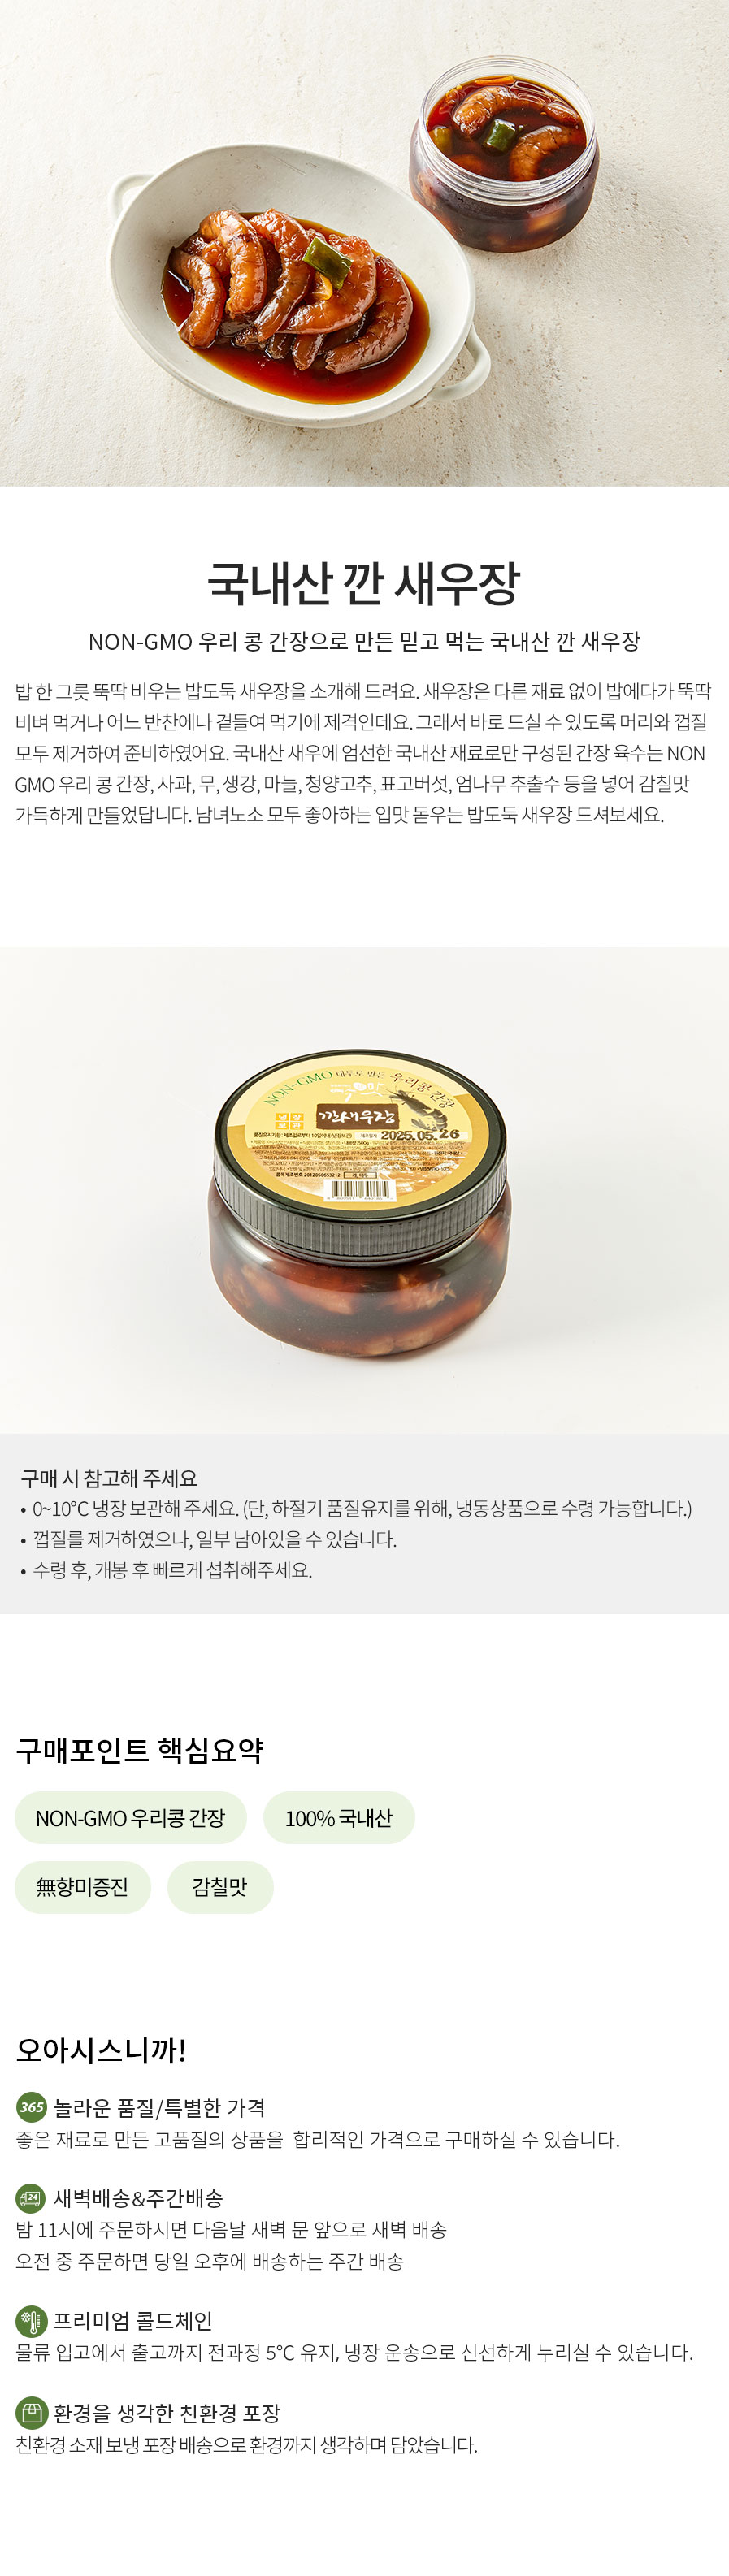 국내산 깐 새우장
NON-GMO 우리 콩 간장으로 만든 믿고 먹는 국내산 깐 새우장
밥 한 그릇 뚝딱 비우는 밥도둑 새우장을 소개해 드려요. 새우장은 다른 재료 없이 밥에다가 뚝딱
비벼 먹거나 어느 반찬에나 곁들여 먹기에 제격인데요. 그래서 바로 드실 수 있도록 머리와 껍질
모두 제거하여 준비하였어요. 국내산 새우에 엄선한 국내산 재료로만 구성된 간장 육수는 NON
GMO 우리 콩 간장, 사과, 무, 생강, 마늘, 청양고추, 표고버섯, 엄나무 추출수 등을 넣어 감칠맛
가득하게 만들었답니다. 남녀노소 모두 좋아하는 입맛 돋우는 밥도둑 새우장 드셔보세요.
NON-GMO 대두로 만든 우리콩 간장
깐새우장
냉장
보관
2025.05.26
구매 시 참고해 주세요
• 0~10℃ 냉장 보관해 주세요. (단, 하절기 품질유지를 위해, 냉동상품으로 수령 가능합니다.)
• 껍질를 제거하였으나, 일부 남아있을 수 있습니다.
• 수령 후, 개봉 후 빠르게 섭취해주세요.
구매포인트 핵심요약
NON-GMO 우리콩 간장
100% 국내산
無향미증진
감칠맛
오아시스니까!
365 놀라운 품질/특별한 가격
좋은 재료로 만든 고품질의 상품을 합리적인 가격으로 구매하실 수 있습니다.
24 새벽배송&주간배송
밤 11시에 주문하시면 다음날 새벽 문 앞으로 새벽 배송
오전 중 주문하면 당일 오후에 배송하는 주간 배송
프리미엄 콜드체인
물류 입고에서 출고까지 전과정 5℃ 유지, 냉장 운송으로 신선하게 누리실 수 있습니다.
환경을 생각한 친환경 포장
친환경 소재 보냉 포장 배송으로 환경까지 생각하며 담았습니다.